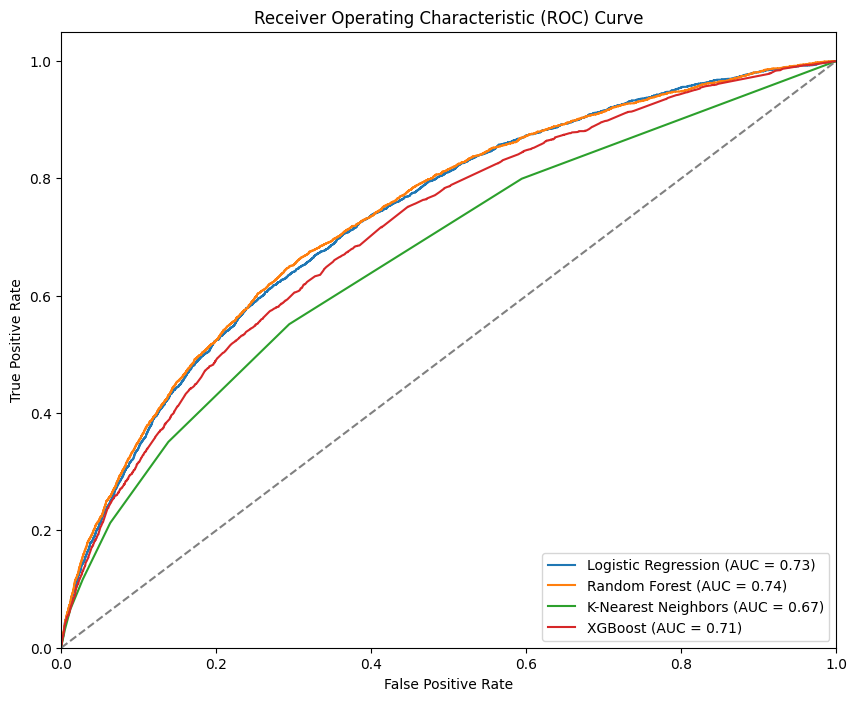 Receiver Operating Characteristic (ROC) Curve
True Positive Rate
1.0
0.8
0.6
0.4
0.2
0.0
0.0 0.2 0.4 0.6 0.8 1.0
False Positive Rate
Logistic Regression (AUC = 0.73)
Random Forest (AUC = 0.74)
K-Nearest Neighbors (AUC = 0.67)
XGBoost (AUC = 0.71)